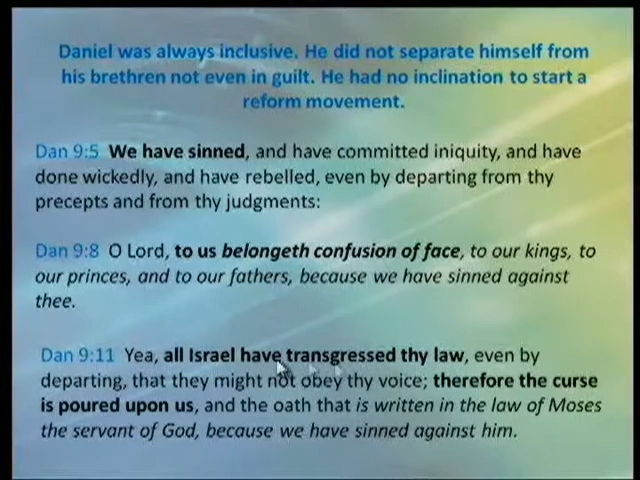 Daniel was always inclusive. He did not separate himself from
his brethren not even in guilt. He had no inclination to start a
reform movement.
Dan 9:5 We have sinned, and have committed iniquity, and have
done wickedly, and have rebelled, even by departing from thy
precepts and from thy judgments:
Dan 9:8 O Lord, to us belongeth confusion of face, to our kings, to
our princes, and to our fathers, because we have sinned against
thee.
Dan 9:11 Yea, all Israel have transgressed thy law, even by
departing, that they might not obey thy voice; therefore the curse
is poured upon us, and the oath that is written in the law of Moses
the servant of God, because we have sinned against him.